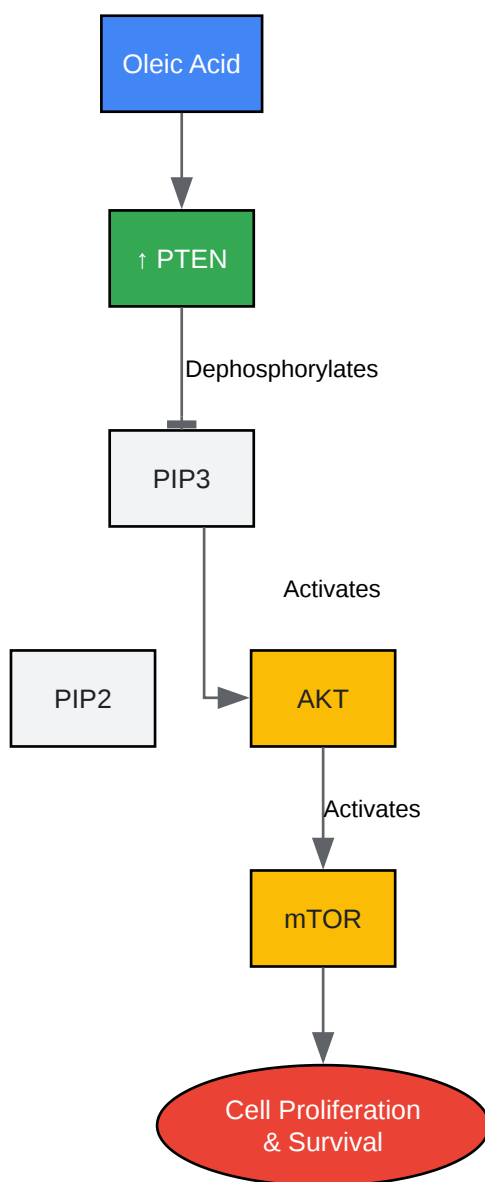 Oleic Acid
↑ PTEN
Dephosphorylates
PIP3
Activates
PIP2
AKT
Activates
mTOR
Cell Proliferation
& Survival